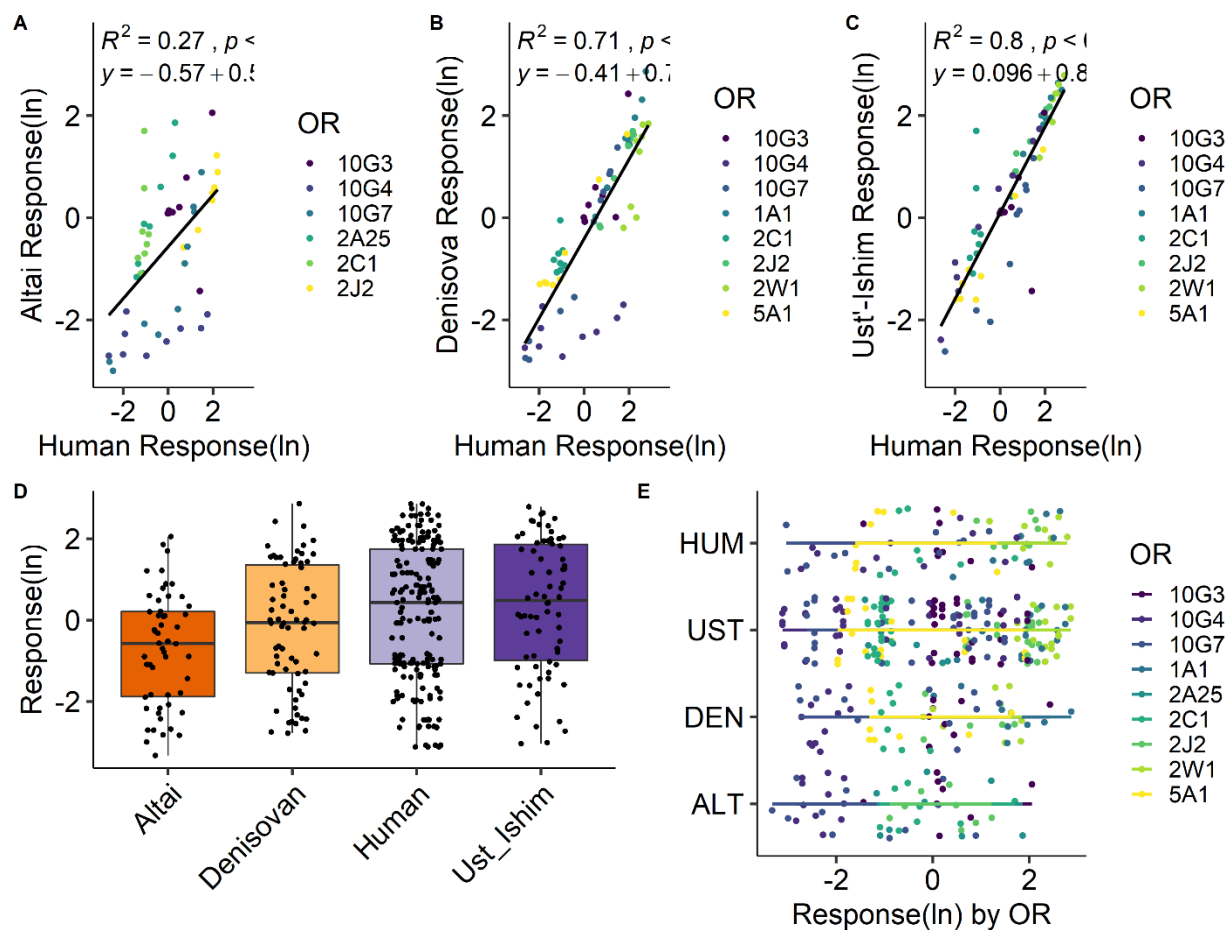 A
R² = 0.27 , p <
y = − 0.57 + 0.5
Altai Response(ln)
2
0
-2
-2
0
2
Human Response(ln)
OR
10G3
10G4
10G7
2A25
2C1
2J2
B
R² = 0.71 , p <
y = − 0.41 + 0.7
Denisova Response(ln)
2
0
-2
-2
0
2
Human Response(ln)
OR
10G3
10G4
10G7
1A1
2C1
2J2
2W1
5A1
C
R² = 0.8 , p <
y = 0.096 + 0.8
Ust'-Ishim Response(ln)
2
0
-2
-2
0
2
Human Response(ln)
OR
10G3
10G4
10G7
1A1
2C1
2J2
2W1
5A1
D
Response(ln)
2
0
-2
Altai
Denisovan
Human
Ust_Ishim
E
HUM
UST
DEN
ALT
-2
0
2
Response(ln) by OR
OR
10G3
10G4
10G7
1A1
2A25
2C1
2J2
2W1
5A1